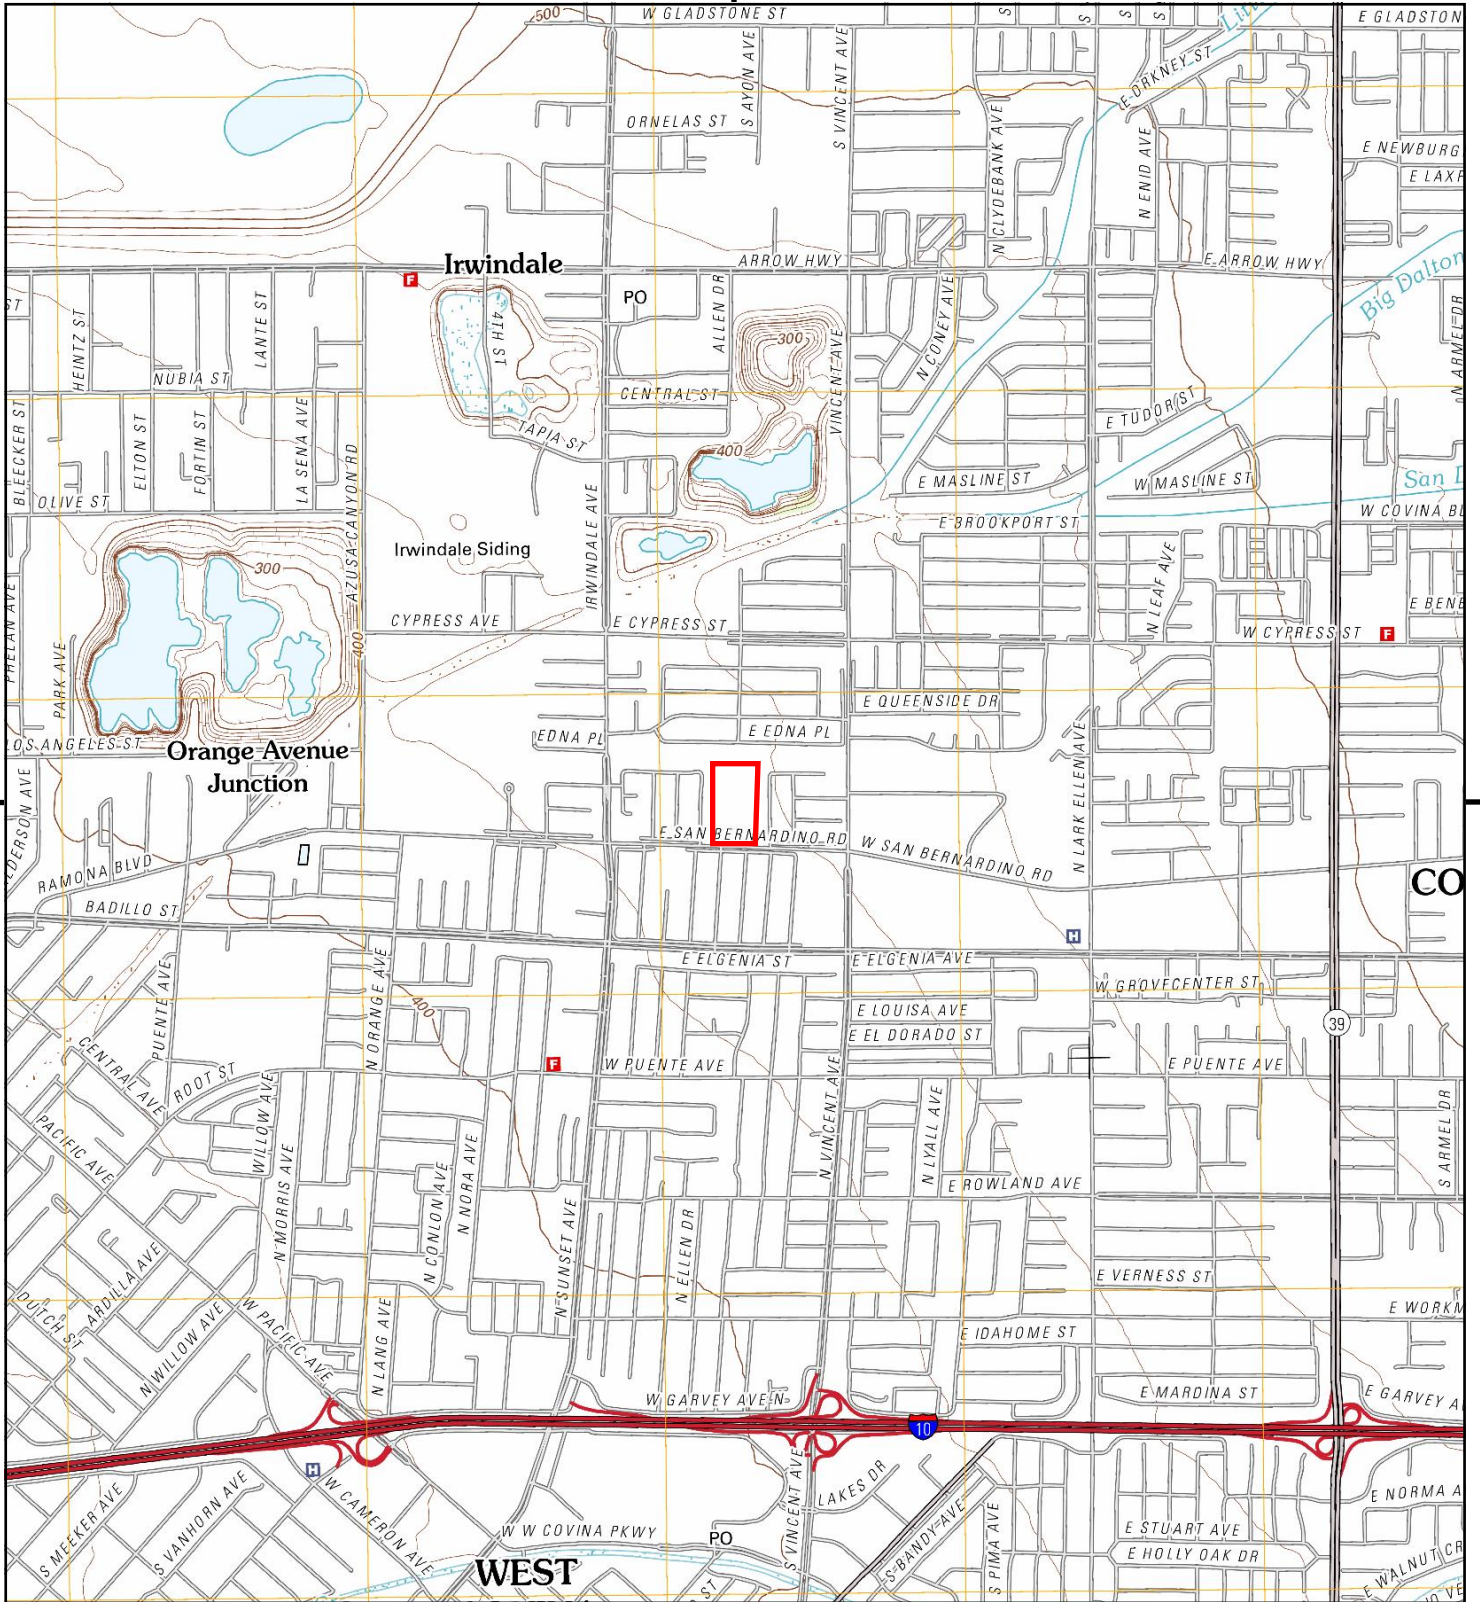 500
W GLADSTONE ST
S
S
S
S
E GLADSTON
S AYON AVE
S VINCENT AVE
E ORKNEY ST
ORNELAS ST
N CLYDEBANK AVE
N ENID AVE
E NEWBURG
E LAXF
Irwindale
F
ARROW HWY
E ARROW HWY
Big Dalton
ST
HEINTZ ST
LANTE ST
4TH ST
PO
ALLEN DR
300
VINCENT AVE
N CONEY AVE
N ARMEL DR
NUBIA ST
CENTRAL ST
E TUDOR ST
BLEECKER ST
ELTON ST
FORTIN ST
LA SENA AVE
TAPIA ST
400
OLIVE ST
AZUSA CANYON RD
IRWINDALE AVE
E MASLINE ST
W MASLINE ST
San D
E BROOKPORT ST
W COVINA BL
300
Irwindale Siding
N LEAF AVE
PHELAN AVE
PARK AVE
400
CYPRESS AVE
E CYPRESS ST
W CYPRESS ST
F
E BENE
E QUEENSIDE DR
LOS ANGELES ST
Orange Avenue
Junction
EDNA PL
E EDNA PL
N LARK ELLEN AVE
E SAN BERNARDINO RD
W SAN BERNARDINO RD
RAMONA BLVD
CO
BADILLO ST
H
E ELGENIA ST
E ELGENIA AVE
PUENTE AVE
N ORANGE AVE
400
W GROVECENTER ST
E LOUISA AVE
E EL DORADO ST
39
CENTRAL AVE
ROOT ST
F
W PUENTE AVE
E PUENTE AVE
PACIFIC AVE
WILLOW AVE
N MORRIS AVE
N CONLON AVE
N NORA AVE
N SUNSET AVE
N ELLEN DR
N VINCENT AVE
N LYALL AVE
E ROWLAND AVE
S ARMEL DR
E VERNESS ST
DUTCH ST
ARDILLA AVE
N WILLOW AVE
W PACIFIC AVE
N LANG AVE
E IDAHOME ST
E WORKM
W GARVEY AVE N
E MARDINA ST
E GARVEY A
10
H
S MEEKER AVE
S VANHORN AVE
W CAMERON AVE
W W COVINA PKWY
PO
S VINCENT AVE
LAKES DR
S BANDY AVE
S PIMA AVE
E STUART AVE
E HOLLY OAK DR
E NORMA A
E WALNUT CR
WEST
ST